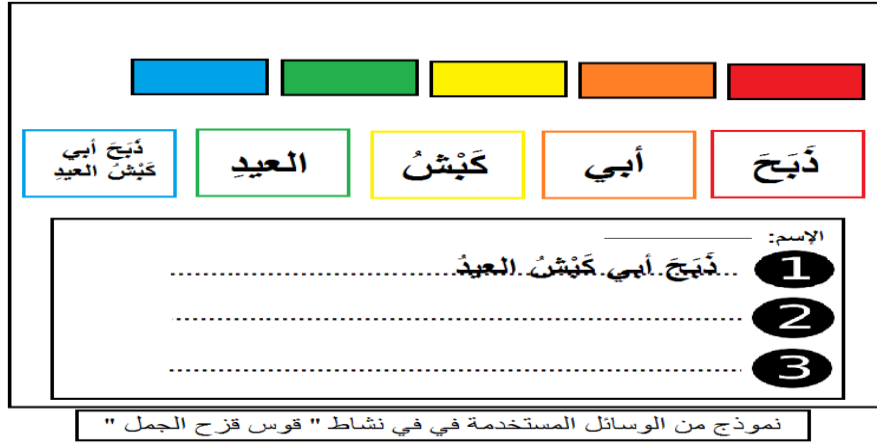 ذَبَحَ
أبي
كَبْشُ
العيدِ
ذَبَحَ أبي
كَبْشُ العيدِ
الإسم:
1 ذَبَحَ أبي كَبْشُ العيدُ
2
3
نموذج من الوسائل المستخدمة في في نشاط " قوس قزح الجمل "